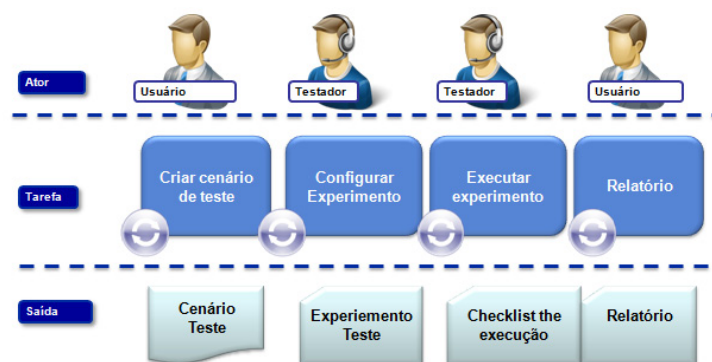 Ator
Usuário
Testador
Testador
Usuário
Tarefa
Criar cenário
de teste
Configurar
Experimento
Executar
experimento
Relatório
Saída
Cenário
Teste
Experiemento
Teste
Checklist the
execução
Relatório